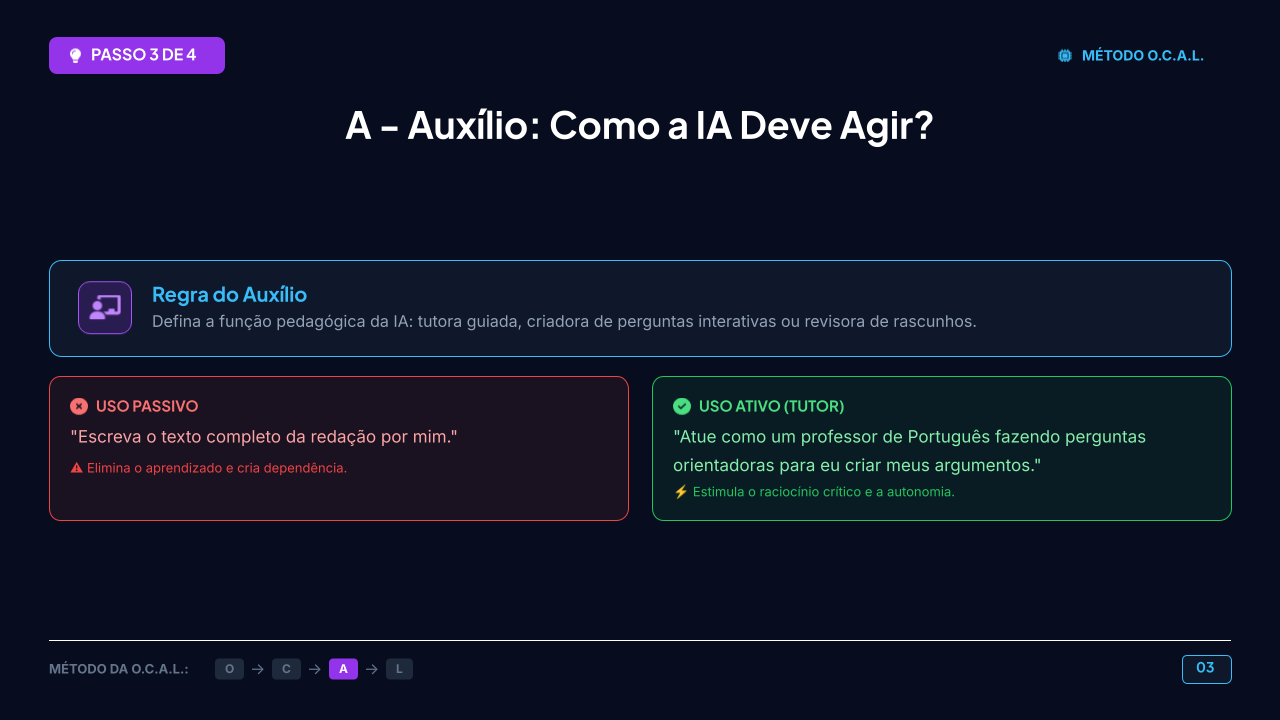 PASSO 3 DE 4
MÉTODO O.C.A.L.
A – Auxílio: Como a IA Deve Agir?
Regra do Auxílio
Defina a função pedagógica da IA: tutora guiada, criadora de perguntas interativas ou revisora de rascunhos.
USO PASSIVO
"Escreva o texto completo da redação por mim."
⚠ Elimina o aprendizado e cria dependência.
USO ATIVO (TUTOR)
"Atue como um professor de Português fazendo perguntas
orientadoras para eu criar meus argumentos."
⚡ Estimula o raciocínio crítico e a autonomia.
MÉTODO DA O.C.A.L.: O → C → A → L
03